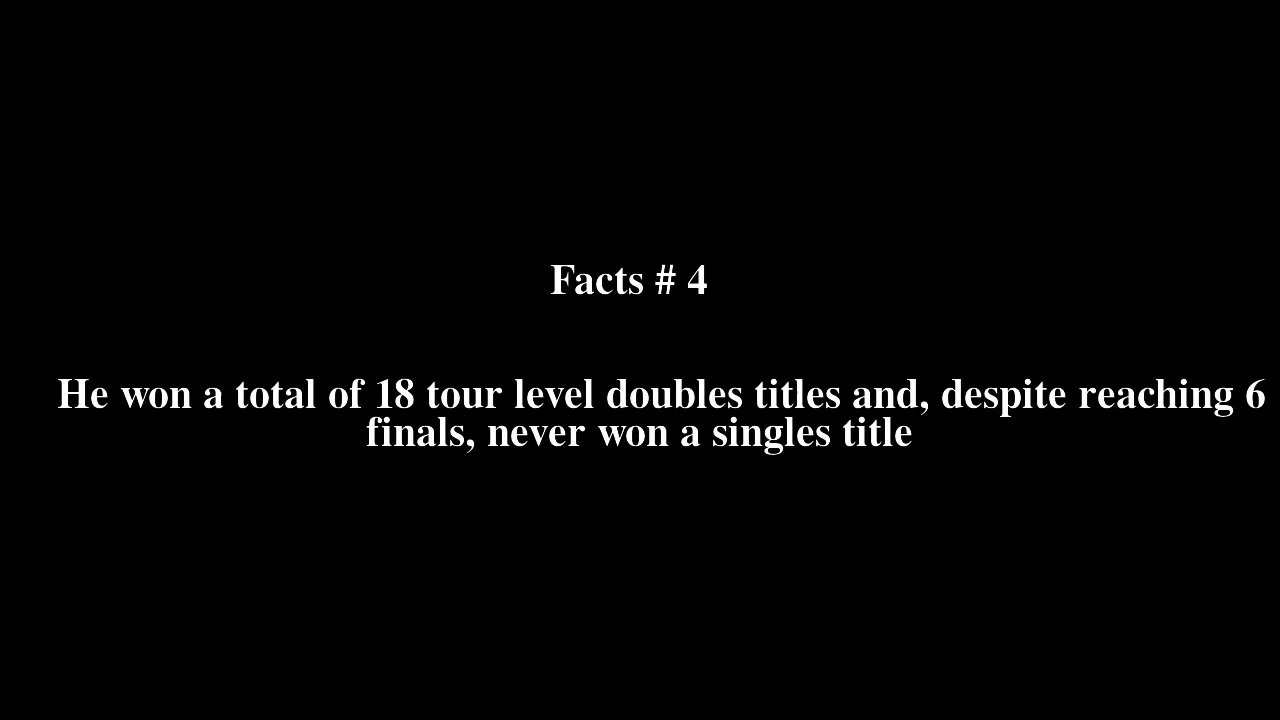 Facts # 4
He won a total of 18 tour level doubles titles and, despite reaching 6
finals, never won a singles title